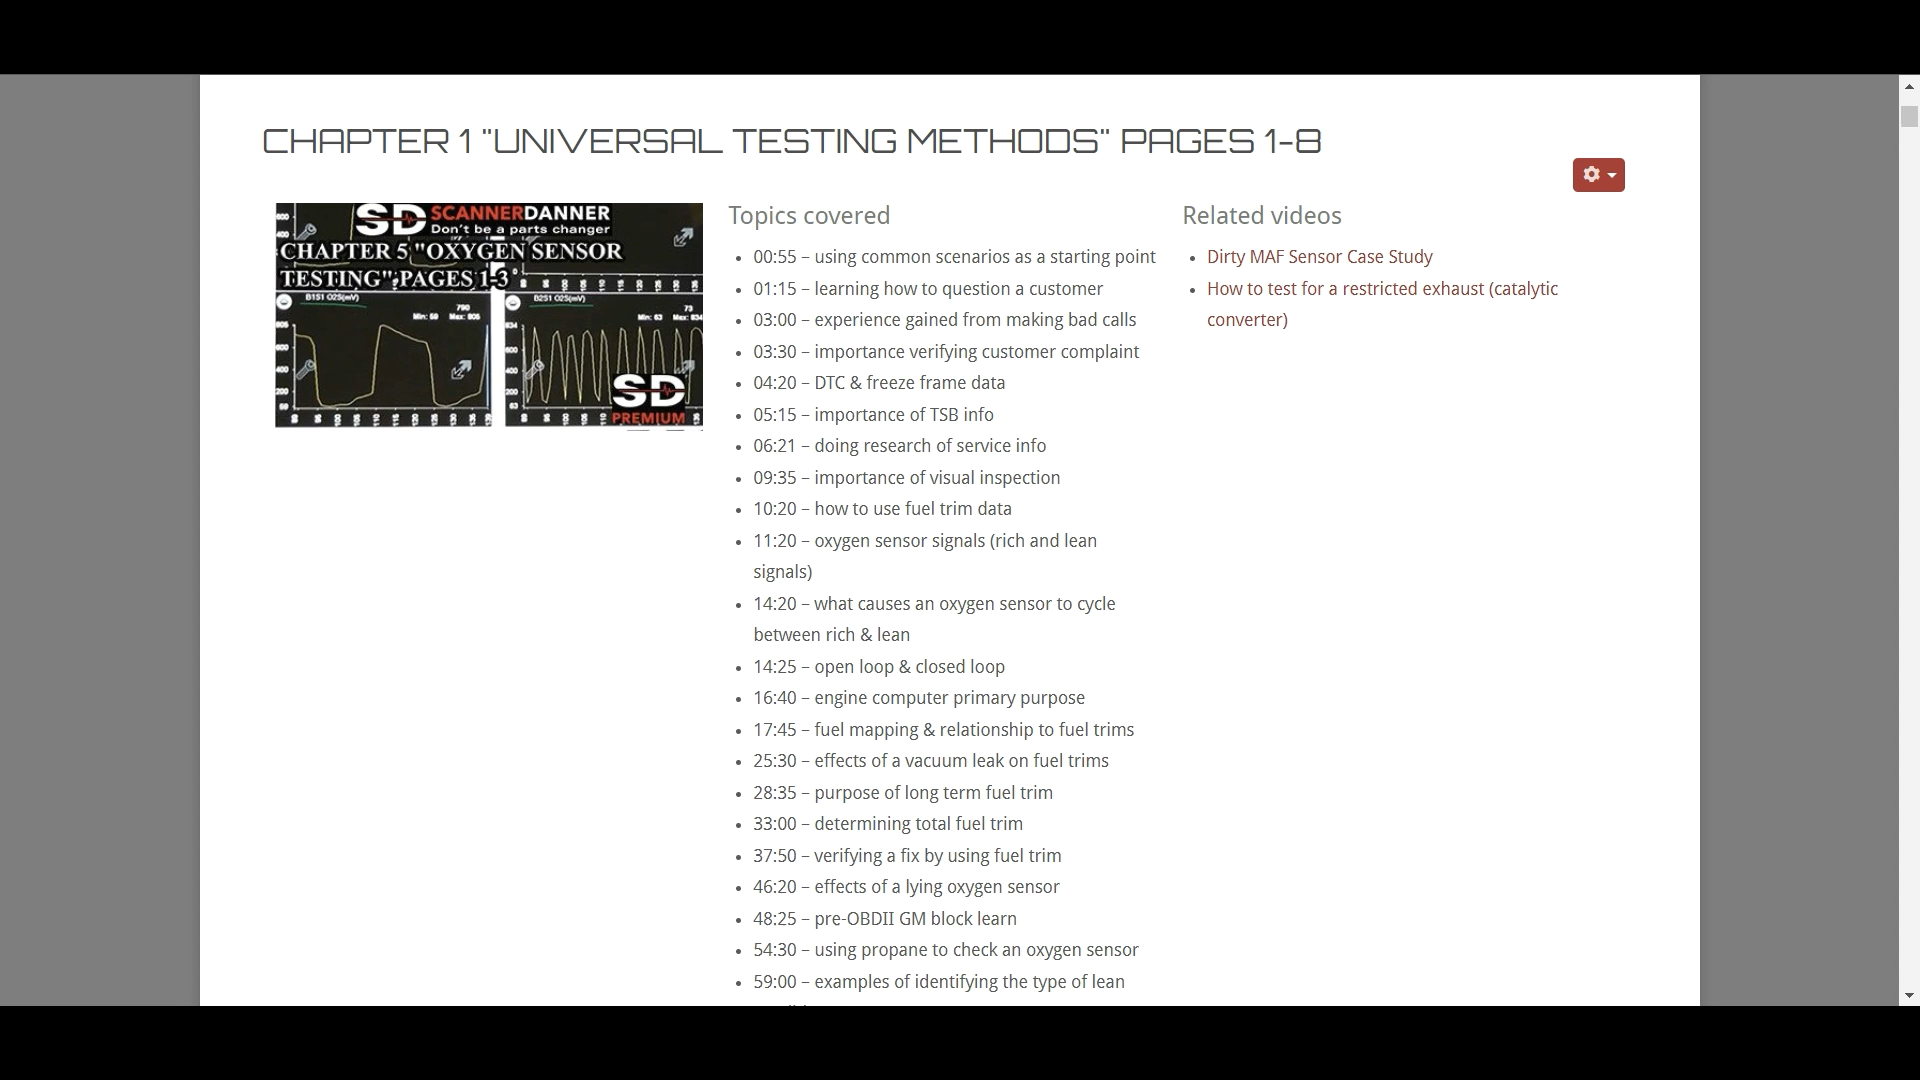 CHAPTER 1 "UNIVERSAL TESTING METHODS" PAGES 1-8
SD SCANNERDANNER
Don't be a parts changer
CHAPTER 5 "OXYGEN SENSOR
TESTING" PAGES 1-3
B1S1 O2S(mV)
B2S1 O2S(mV)
SD
PREMIUM
Topics covered
• 00:55 – using common scenarios as a starting point
• 01:15 – learning how to question a customer
• 03:00 – experience gained from making bad calls
• 03:30 – importance verifying customer complaint
• 04:20 – DTC & freeze frame data
• 05:15 – importance of TSB info
• 06:21 – doing research of service info
• 09:35 – importance of visual inspection
• 10:20 – how to use fuel trim data
• 11:20 – oxygen sensor signals (rich and lean
signals)
• 14:20 – what causes an oxygen sensor to cycle
between rich & lean
• 14:25 – open loop & closed loop
• 16:40 – engine computer primary purpose
• 17:45 – fuel mapping & relationship to fuel trims
• 25:30 – effects of a vacuum leak on fuel trims
• 28:35 – purpose of long term fuel trim
• 33:00 – determining total fuel trim
• 37:50 – verifying a fix by using fuel trim
• 46:20 – effects of a lying oxygen sensor
• 48:25 – pre-OBDII GM block learn
• 54:30 – using propane to check an oxygen sensor
• 59:00 – examples of identifying the type of lean
Related videos
• Dirty MAF Sensor Case Study
• How to test for a restricted exhaust (catalytic
converter)